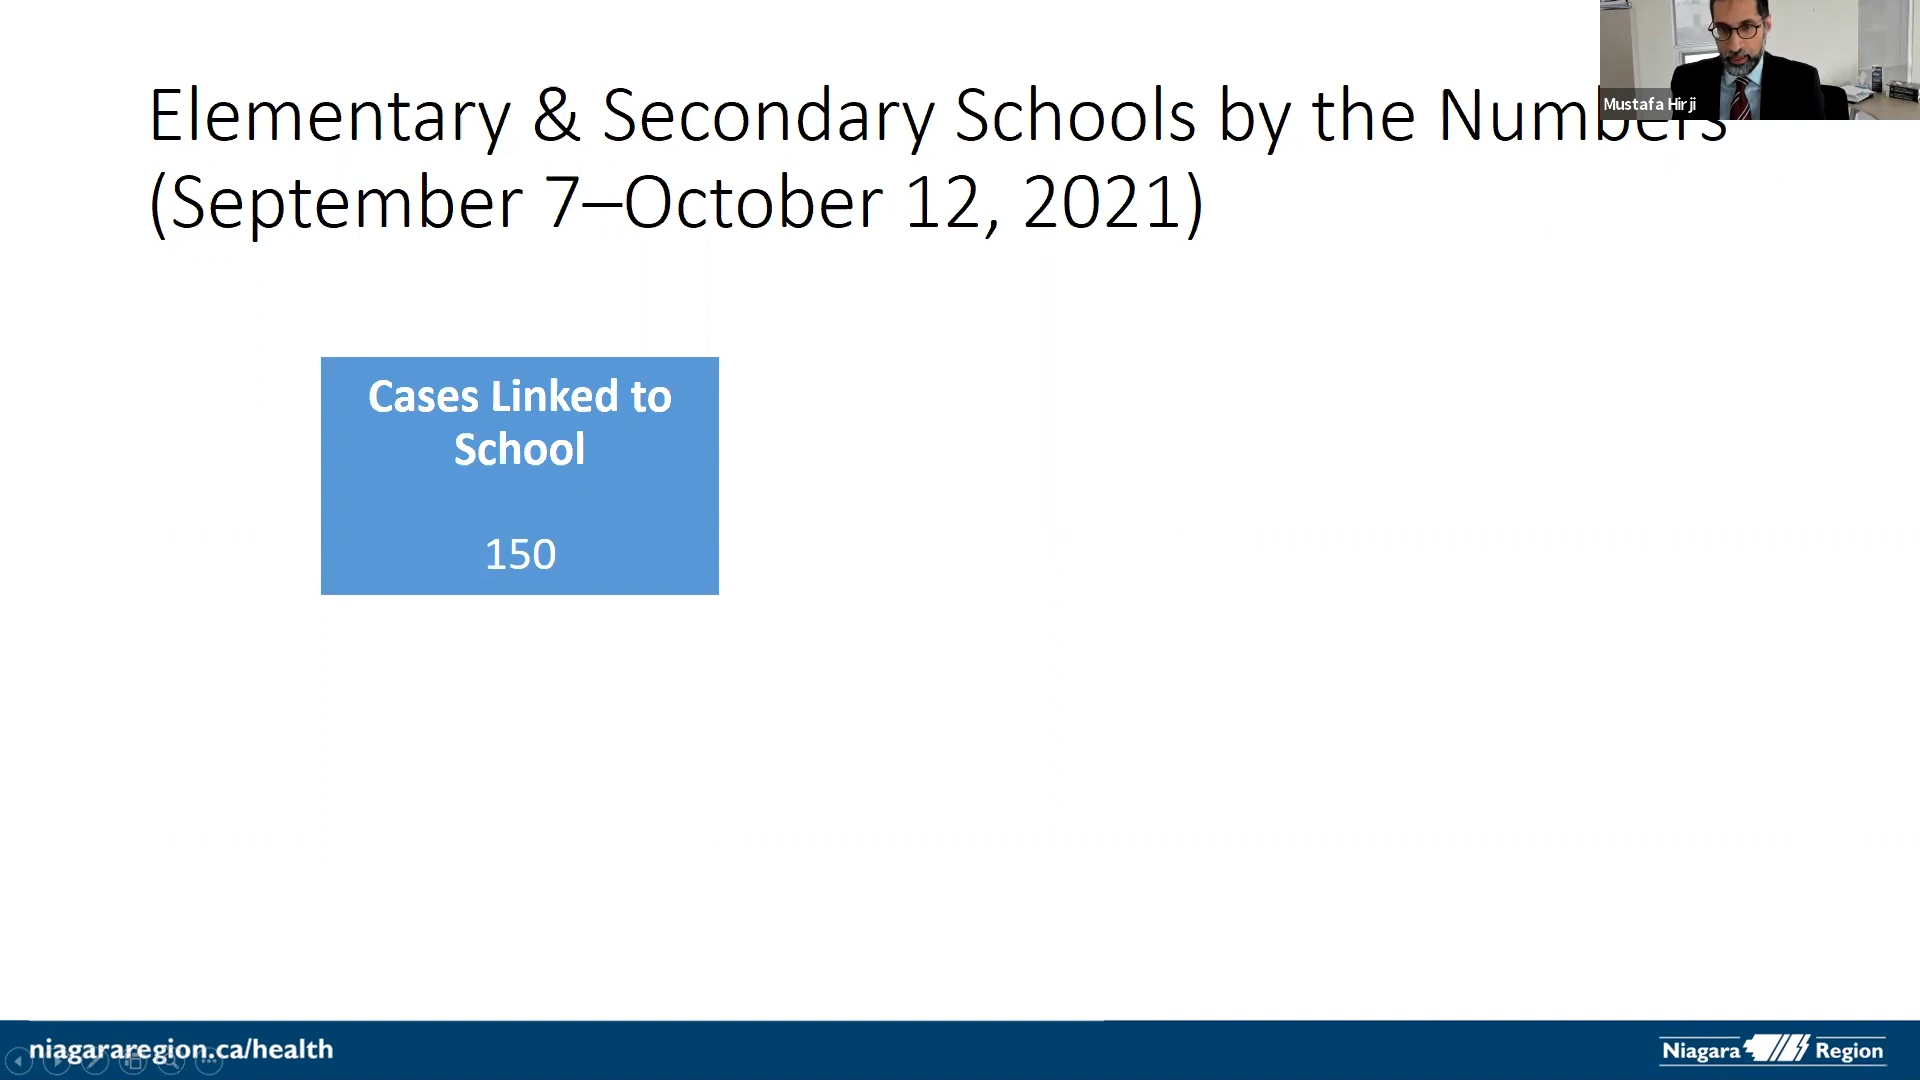 Elementary & Secondary Schools by the Numbers
(September 7–October 12, 2021)
Mustafa Hirji
Cases Linked to
School
150
niagararegion.ca/health
Niagara Region